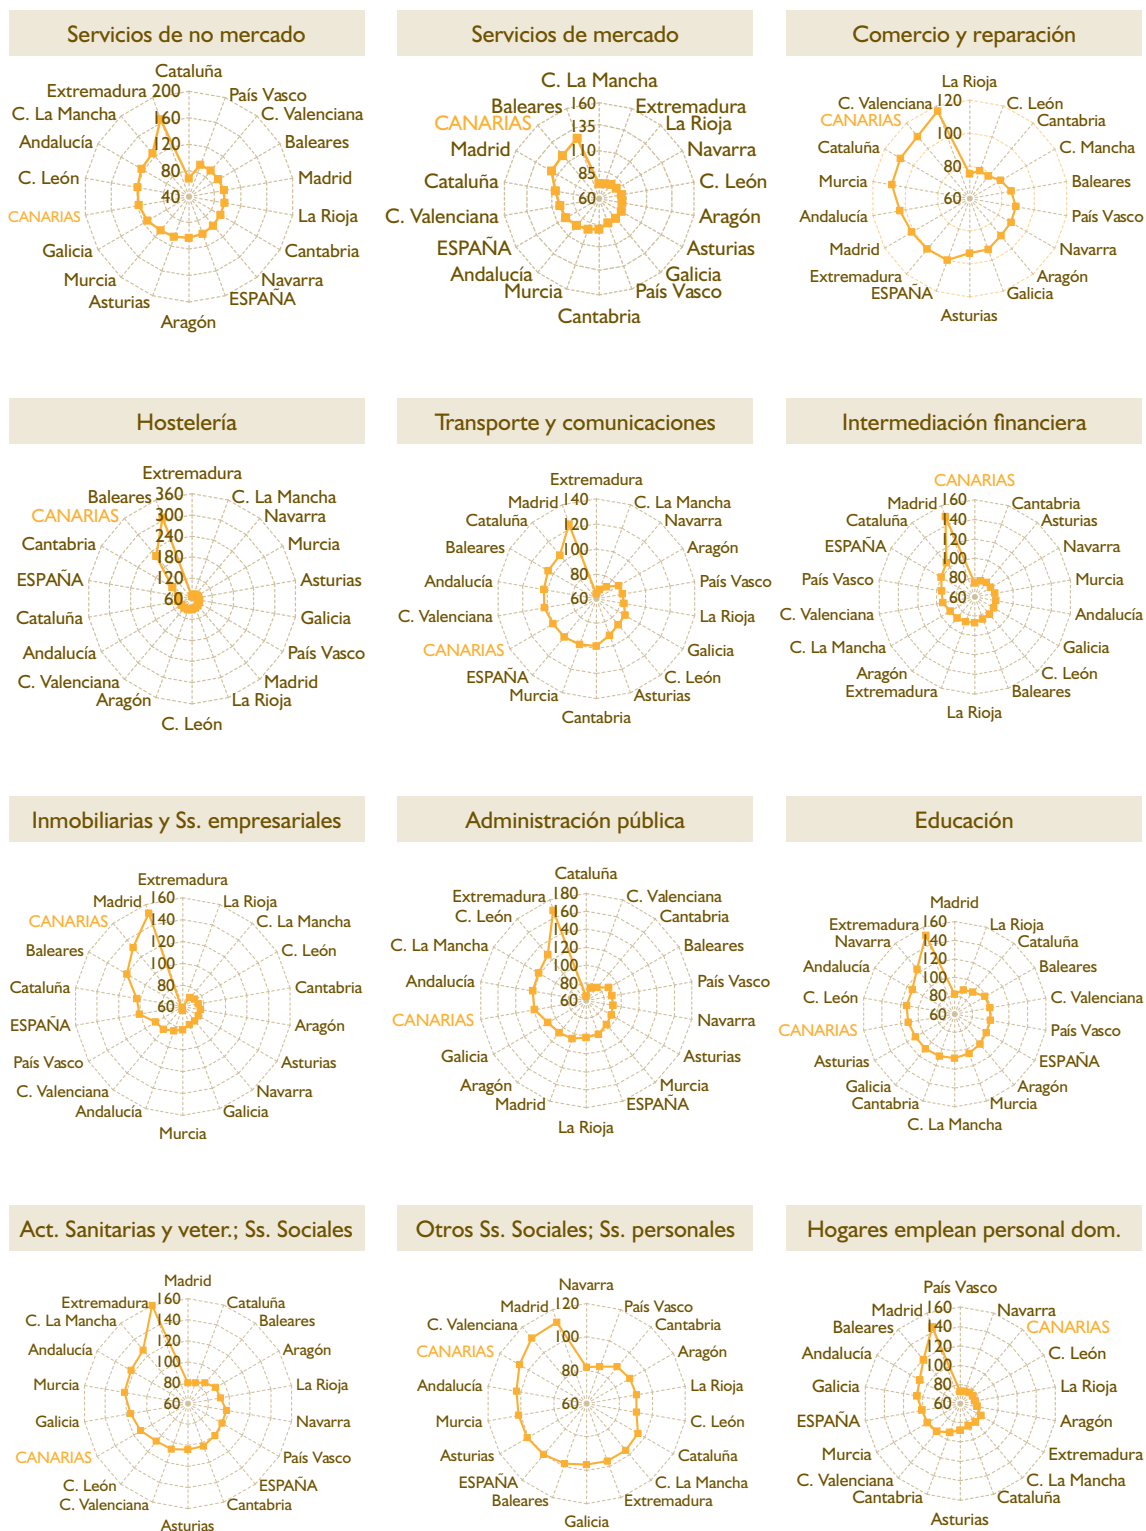 Servicios de no mercado
Cataluña
País Vasco
C. Valenciana
Baleares
Madrid
La Rioja
Cantabria
Navarra
ESPAÑA
Aragón
Asturias
Murcia
Galicia
CANARIAS
C. León
Andalucía
C. La Mancha
Extremadura
200
160
120
80
40
Servicios de mercado
C. La Mancha
Extremadura
La Rioja
Navarra
C. León
Aragón
Asturias
Galicia
País Vasco
Cantabria
Murcia
Andalucía
ESPAÑA
C. Valenciana
Cataluña
Madrid
CANARIAS
Baleares
160
135
110
85
60
Comercio y reparación
La Rioja
C. León
Cantabria
C. Mancha
Baleares
País Vasco
Navarra
Aragón
Galicia
Asturias
ESPAÑA
Extremadura
Madrid
Andalucía
Murcia
Cataluña
CANARIAS
C. Valenciana
120
100
80
60
Hostelería
Extremadura
C. La Mancha
Navarra
Murcia
Asturias
Galicia
País Vasco
Madrid
La Rioja
C. León
Aragón
C. Valenciana
Andalucía
Cataluña
ESPAÑA
Cantabria
CANARIAS
Baleares
360
300
240
180
120
60
Transporte y comunicaciones
Extremadura
C. La Mancha
Navarra
Aragón
País Vasco
La Rioja
Galicia
C. León
Asturias
Cantabria
Murcia
ESPAÑA
CANARIAS
C. Valenciana
Andalucía
Baleares
Cataluña
Madrid
140
120
100
80
60
Intermediación financiera
CANARIAS
Cantabria
Asturias
Navarra
Murcia
Andalucía
Galicia
C. León
Baleares
La Rioja
Extremadura
Aragón
C. La Mancha
C. Valenciana
País Vasco
ESPAÑA
Cataluña
Madrid
160
140
120
100
80
60
Inmobiliarias y Ss. empresariales
Extremadura
La Rioja
C. La Mancha
C. León
Cantabria
Aragón
Asturias
Navarra
Galicia
Murcia
Andalucía
C. Valenciana
País Vasco
ESPAÑA
Cataluña
Baleares
CANARIAS
Madrid
160
140
120
100
80
60
Administración pública
Cataluña
C. Valenciana
Cantabria
Baleares
País Vasco
Navarra
Asturias
Murcia
ESPAÑA
La Rioja
Madrid
Aragón
Galicia
CANARIAS
Andalucía
C. La Mancha
C. León
Extremadura
180
160
140
120
100
80
60
Educación
Madrid
La Rioja
Cataluña
Baleares
C. Valenciana
País Vasco
ESPAÑA
Aragón
Murcia
C. La Mancha
Cantabria
Galicia
Asturias
CANARIAS
C. León
Andalucía
Navarra
Extremadura
160
140
120
100
80
60
Act. Sanitarias y veter.; Ss. Sociales
Madrid
Cataluña
Baleares
Aragón
La Rioja
Navarra
País Vasco
ESPAÑA
Cantabria
Asturias
C. Valenciana
C. León
CANARIAS
Galicia
Murcia
Andalucía
C. La Mancha
Extremadura
160
140
120
100
80
60
Otros Ss. Sociales; Ss. personales
Navarra
País Vasco
Cantabria
Aragón
La Rioja
C. León
Cataluña
C. La Mancha
Extremadura
Galicia
Baleares
ESPAÑA
Asturias
Murcia
Andalucía
CANARIAS
C. Valenciana
Madrid
120
100
80
60
Hogares emplean personal dom.
País Vasco
Navarra
CANARIAS
C. León
La Rioja
Aragón
Extremadura
C. La Mancha
Cataluña
Asturias
Cantabria
C. Valenciana
Murcia
ESPAÑA
Galicia
Andalucía
Baleares
Madrid
160
140
120
100
80
60